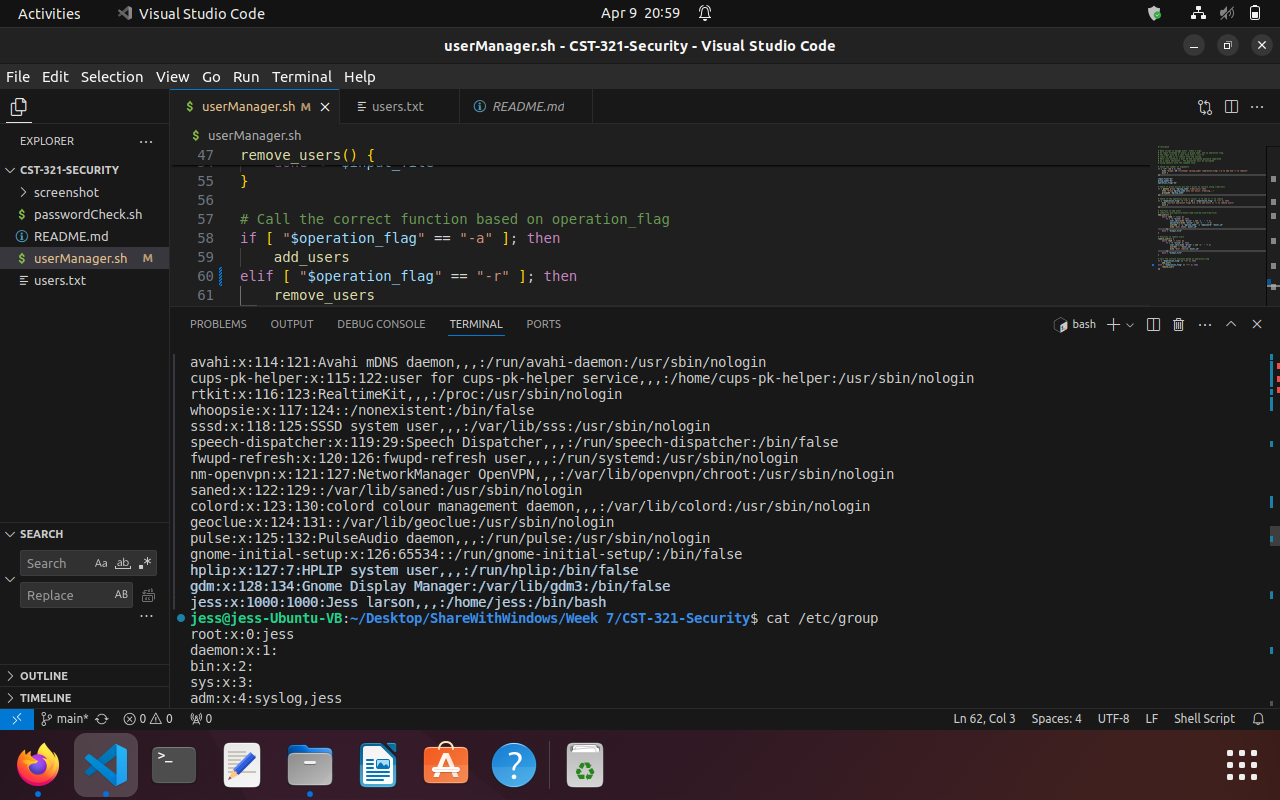 Activities
Visual Studio Code
Apr 9 20:59
userManager.sh - CST-321-Security - Visual Studio Code
File Edit Selection View Go Run Terminal Help
userManager.sh M
users.txt
README.md
EXPLORER
CST-321-SECURITY
screenshot
$ passwordCheck.sh
README.md
$ userManager.sh M
users.txt
SEARCH
Search Aa ab
Replace AB
OUTLINE
TIMELINE
$ userManager.sh
47 remove_users() {
55 }
56
57 # Call the correct function based on operation_flag
58 if [ "$operation_flag" == "-a" ]; then
59 add_users
60 elif [ "$operation_flag" == "-r" ]; then
61 remove_users
PROBLEMS OUTPUT DEBUG CONSOLE TERMINAL PORTS
bash
avahi:x:114:121:Avahi mDNS daemon,,,:/run/avahi-daemon:/usr/sbin/nologin
cups-pk-helper:x:115:122:user for cups-pk-helper service,,,:/home/cups-pk-helper:/usr/sbin/nologin
rtkit:x:116:123:RealtimeKit,,,:/proc:/usr/sbin/nologin
whoopsie:x:117:124::/nonexistent:/bin/false
sssd:x:118:125:SSSD system user,,,:/var/lib/sss:/usr/sbin/nologin
speech-dispatcher:x:119:29:Speech Dispatcher,,,:/run/speech-dispatcher:/bin/false
fwupd-refresh:x:120:126:fwupd-refresh user,,,:/run/systemd:/usr/sbin/nologin
nm-openvpn:x:121:127:NetworkManager OpenVPN,,,:/var/lib/openvpn/chroot:/usr/sbin/nologin
saned:x:122:129::/var/lib/saned:/usr/sbin/nologin
colord:x:123:130:colord colour management daemon,,,:/var/lib/colord:/usr/sbin/nologin
geoclue:x:124:131::/var/lib/geoclue:/usr/sbin/nologin
pulse:x:125:132:PulseAudio daemon,,,:/run/pulse:/usr/sbin/nologin
gnome-initial-setup:x:126:65534::/run/gnome-initial-setup/:/bin/false
hplip:x:127:7:HPLIP system user,,,:/run/hplip:/bin/false
gdm:x:128:134:Gnome Display Manager:/var/lib/gdm3:/bin/false
jess:x:1000:1000:Jess larson,,,:/home/jess:/bin/bash
jess@jess-Ubuntu-VB:~/Desktop/ShareWithWindows/Week 7/CST-321-Security$ cat /etc/group
root:x:0:jess
daemon:x:1:
bin:x:2:
sys:x:3:
adm:x:4:syslog,jess
main* 0 0 0
Ln 62, Col 3 Spaces: 4 UTF-8 LF Shell Script